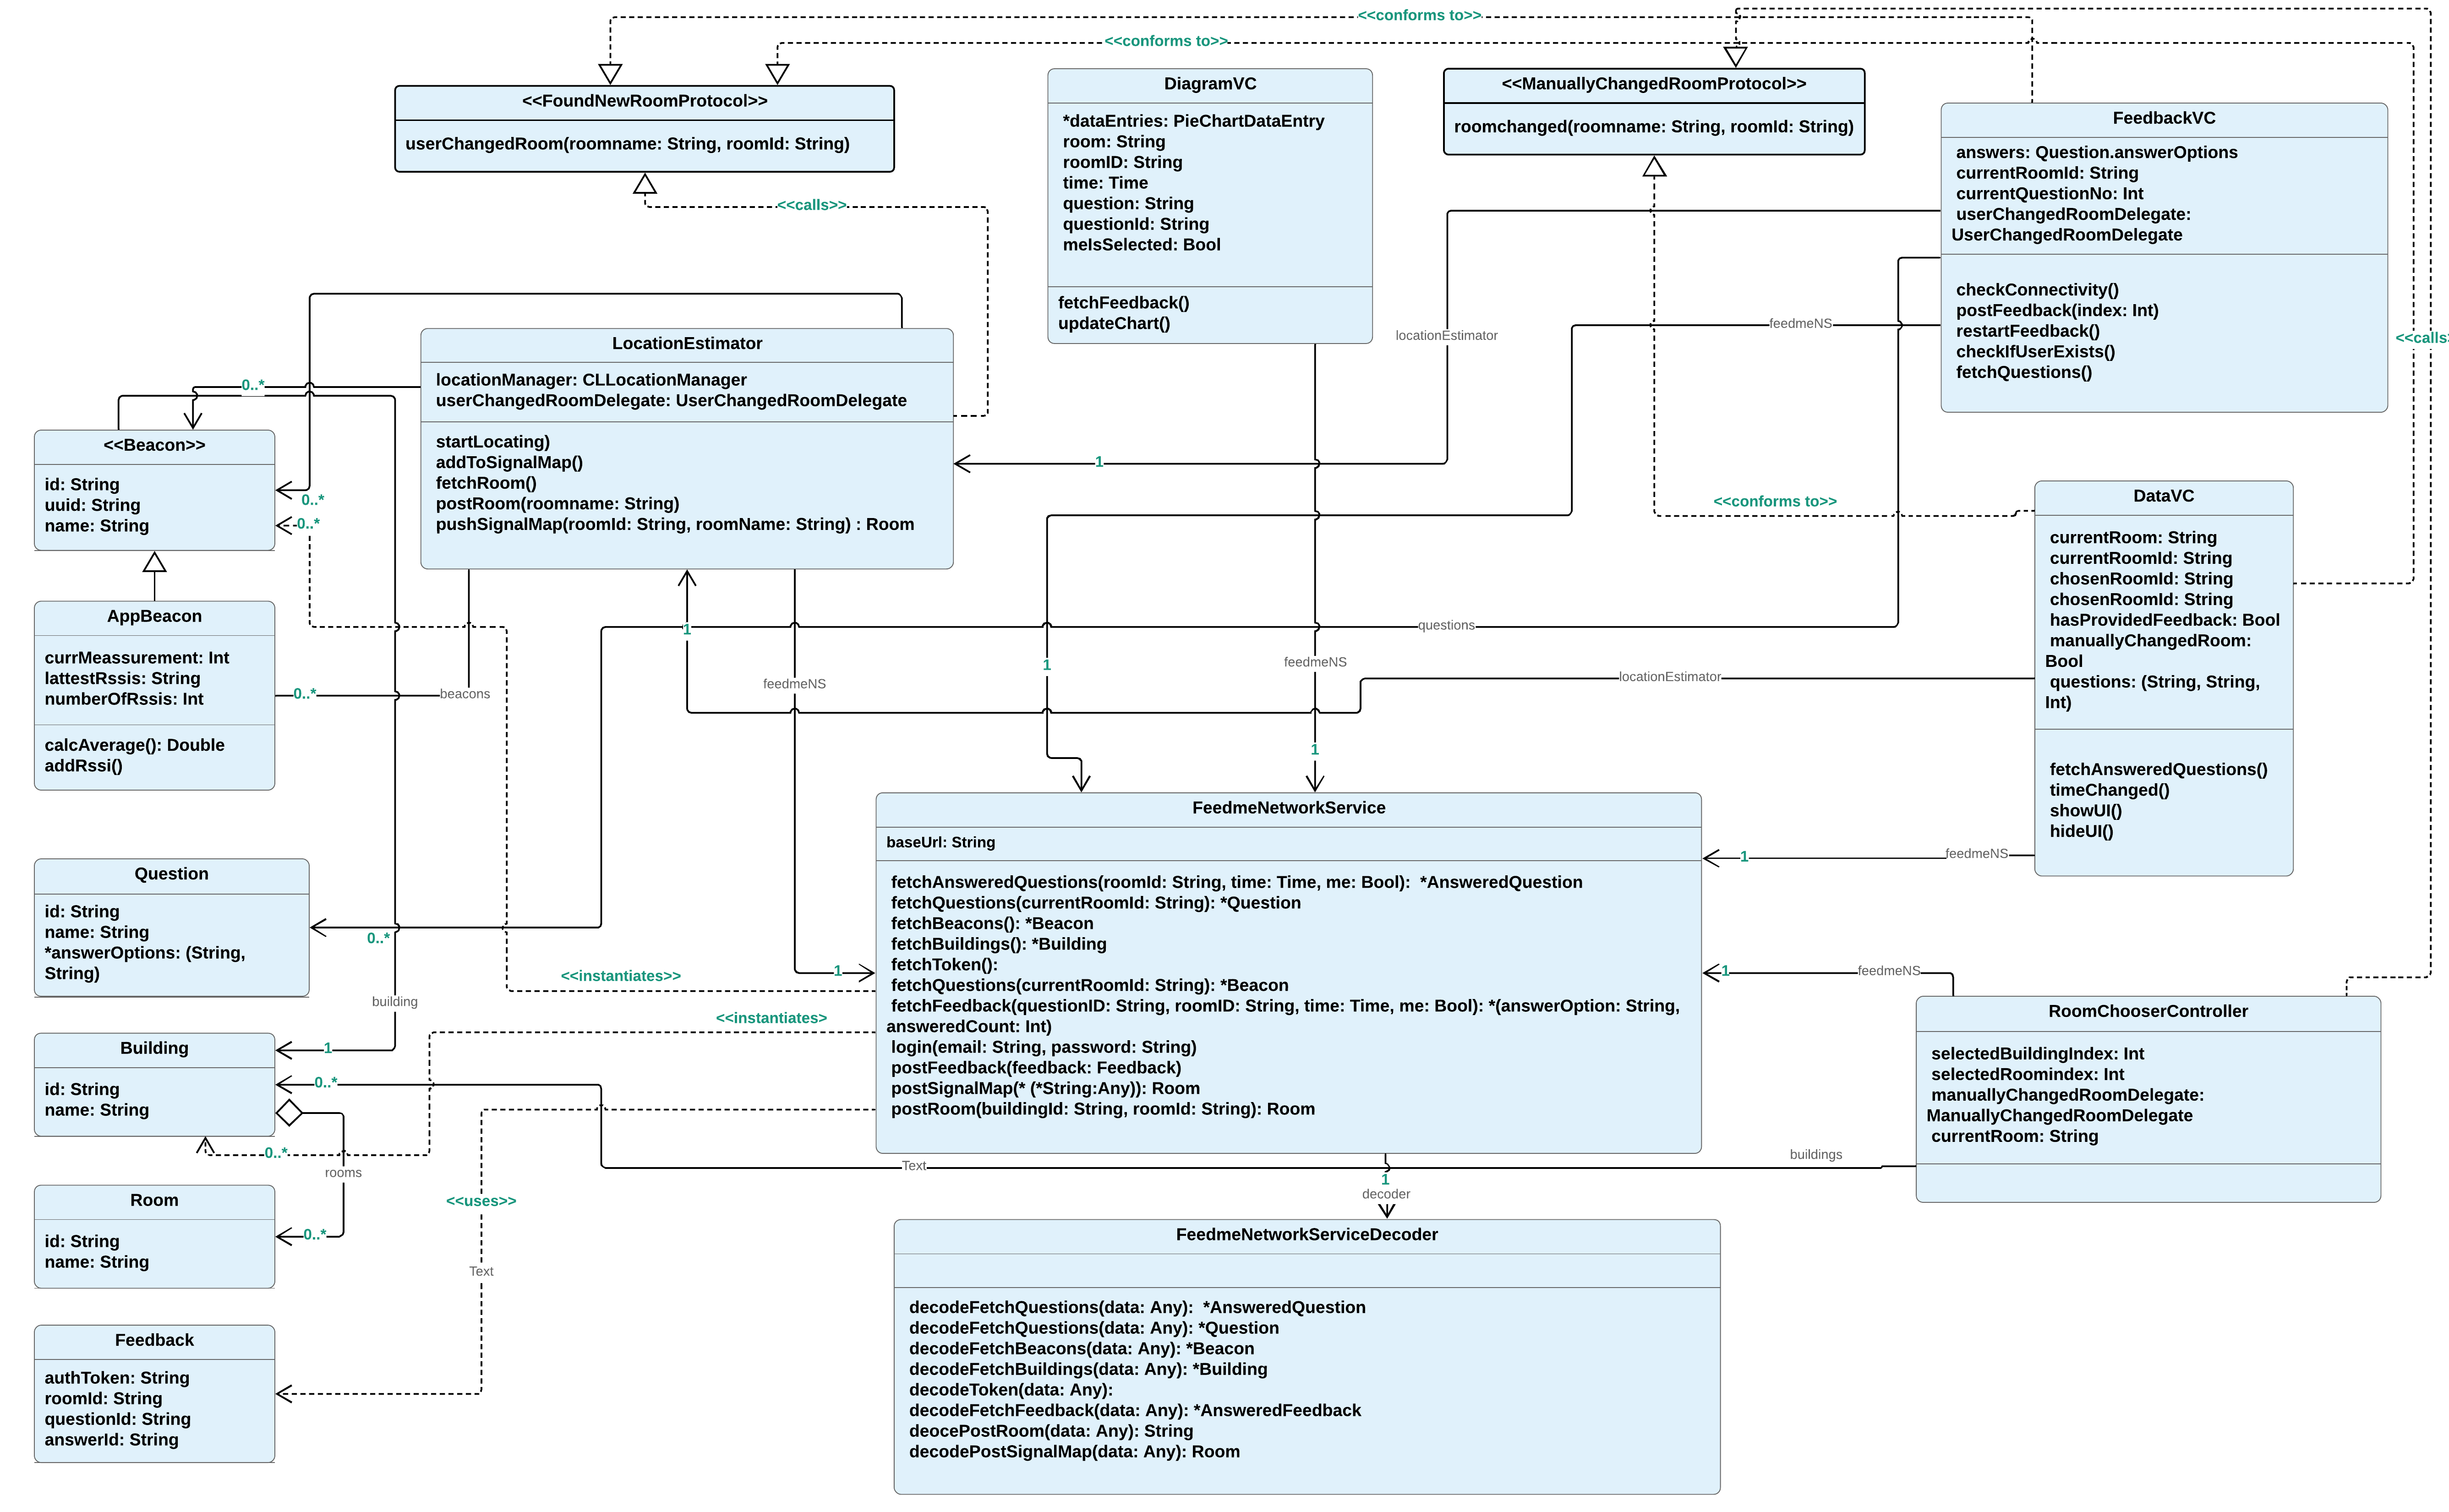 <<conforms to>>
<<conforms to>>
<<FoundNewRoomProtocol>>
userChangedRoom(roomname: String, roomId: String)
<<calls>>
DiagramVC
*dataEntries: PieChartDataEntry
room: String
roomID: String
time: Time
question: String
questionId: String
meIsSelected: Bool
fetchFeedback()
updateChart()
<<ManuallyChangedRoomProtocol>>
roomchanged(roomname: String, roomId: String)
FeedbackVC
answers: Question.answerOptions
currentRoomId: String
currentQuestionNo: Int
userChangedRoomDelegate:
UserChangedRoomDelegate
checkConnectivity()
postFeedback(index: Int)
restartFeedback()
checkIfUserExists()
fetchQuestions()
<<calls>
locationEstimator
feedmeNS
LocationEstimator
locationManager: CLLocationManager
userChangedRoomDelegate: UserChangedRoomDelegate
startLocating)
addToSignalMap()
fetchRoom()
postRoom(roomname: String)
pushSignalMap(roomId: String, roomName: String) : Room
0..*
1
<<Beacon>>
id: String
uuid: String
name: String
0..*
0..*
<<conforms to>>
DataVC
currentRoom: String
currentRoomId: String
chosenRoomId: String
chosenRoomId: String
hasProvidedFeedback: Bool
manuallyChangedRoom:
Bool
questions: (String, String,
Int)
fetchAnsweredQuestions()
timeChanged()
showUI()
hideUI()
AppBeacon
currMeassurement: Int
lattestRssis: String
numberOfRssis: Int
calcAverage(): Double
addRssi()
0..*
beacons
1
feedmeNS
1
feedmeNS
questions
locationEstimator
1
FeedmeNetworkService
baseUrl: String
fetchAnsweredQuestions(roomId: String, time: Time, me: Bool):  *AnsweredQuestion
fetchQuestions(currentRoomId: String): *Question
fetchBeacons(): *Beacon
fetchBuildings(): *Building
fetchToken():
fetchQuestions(currentRoomId: String): *Beacon
fetchFeedback(questionID: String, roomID: String, time: Time, me: Bool): *(answerOption: String,
answeredCount: Int)
login(email: String, password: String)
postFeedback(feedback: Feedback)
postSignalMap(* (*String:Any)): Room
postRoom(buildingId: String, roomId: String): Room
1
feedmeNS
1
feedmeNS
1
Question
id: String
name: String
*answerOptions: (String,
String)
0..*
<<instantiates>>
<<instantiates>
building
Building
id: String
name: String
1
0..*
0..*
rooms
RoomChooserController
selectedBuildingIndex: Int
selectedRoomindex: Int
manuallyChangedRoomDelegate:
ManuallyChangedRoomDelegate
currentRoom: String
Text
buildings
1
decoder
Room
id: String
name: String
0..*
<<uses>>
Text
FeedmeNetworkServiceDecoder
decodeFetchQuestions(data: Any):  *AnsweredQuestion
decodeFetchQuestions(data: Any): *Question
decodeFetchBeacons(data: Any): *Beacon
decodeFetchBuildings(data: Any): *Building
decodeToken(data: Any):
decodeFetchFeedback(data: Any): *AnsweredFeedback
deocePostRoom(data: Any): String
decodePostSignalMap(data: Any): Room
Feedback
authToken: String
roomId: String
questionId: String
answerId: String